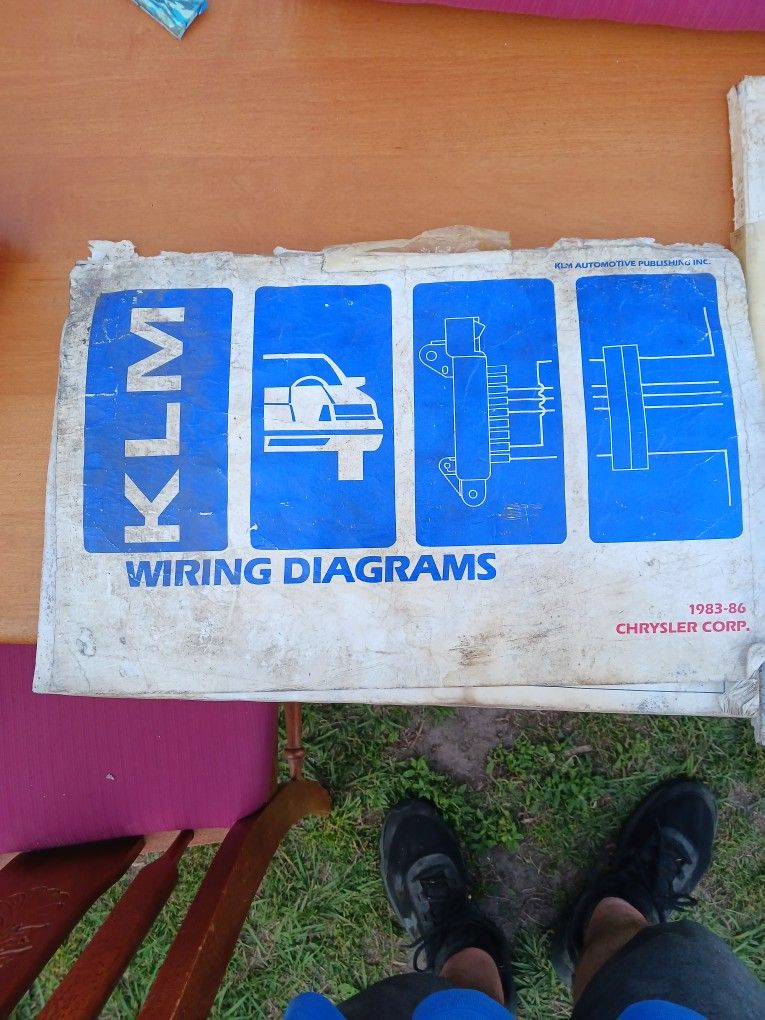 KLM AUTOMOTIVE PUBLISHING INC.
KLM
WIRING DIAGRAMS
1983-86
CHRYSLER CORP.